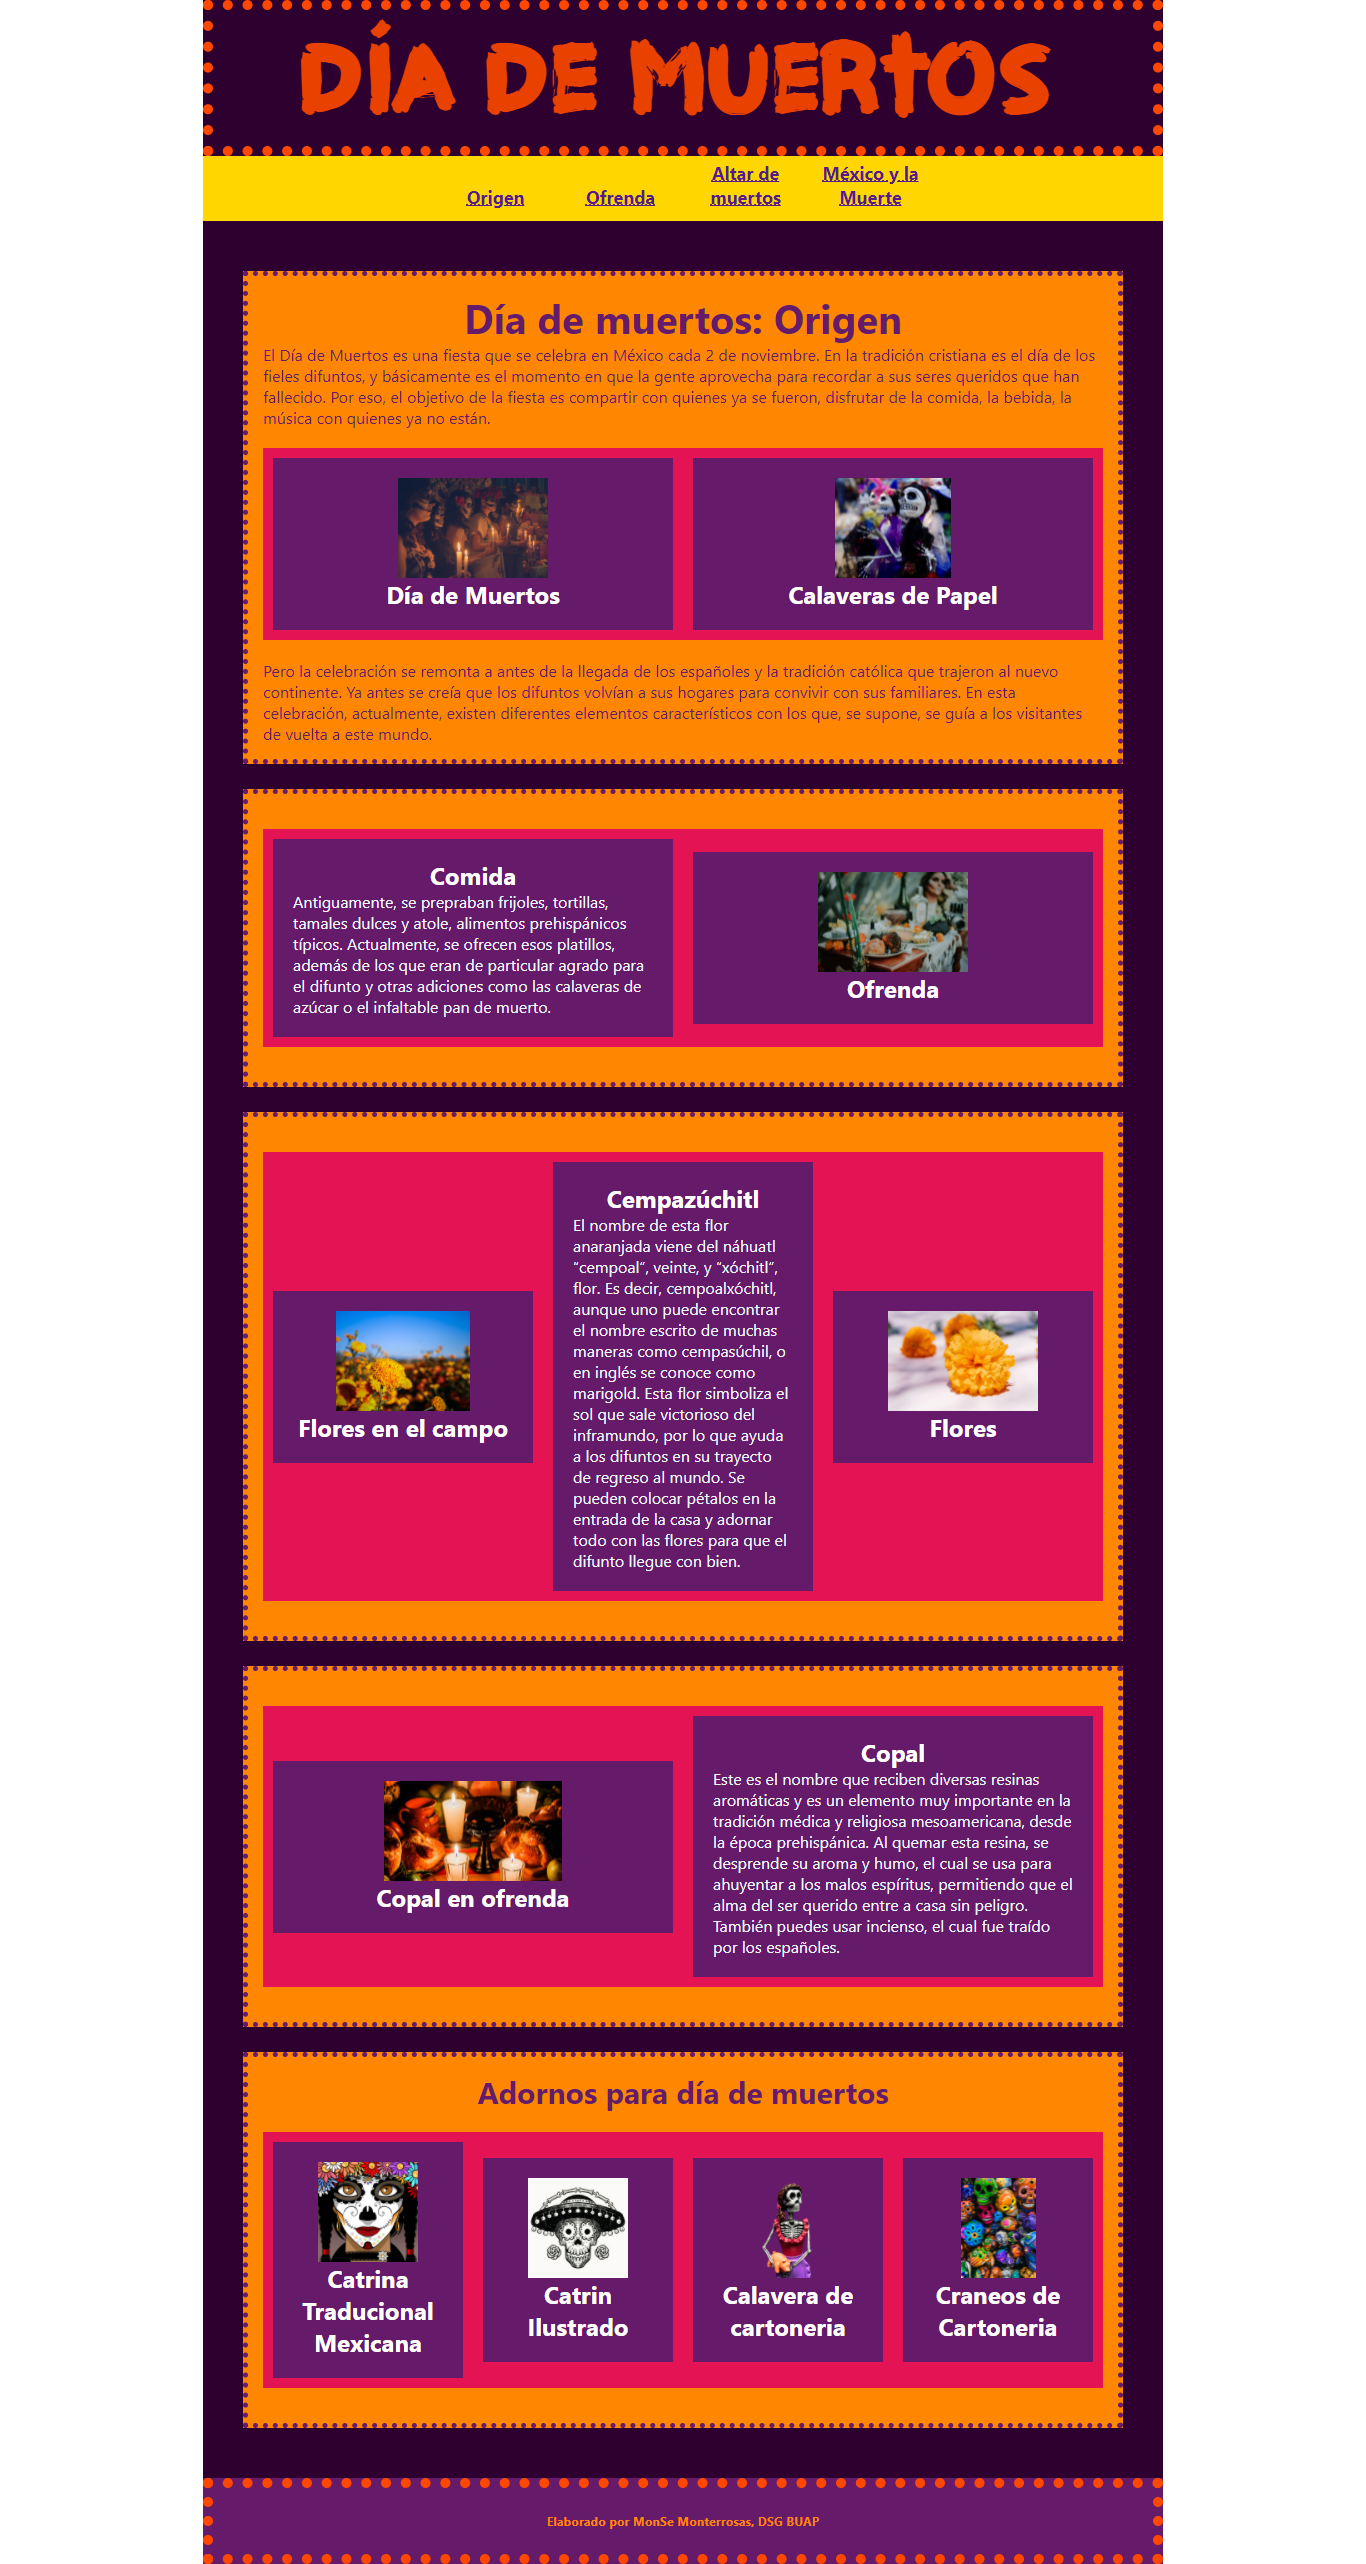 DÍA DE MUERTOS
Origen
Ofrenda
Altar de
muertos
México y la
Muerte
Día de muertos: Origen
El Día de Muertos es una fiesta que se celebra en México cada 2 de noviembre. En la tradición cristiana es el día de los
fieles difuntos, y básicamente es el momento en que la gente aprovecha para recordar a sus seres queridos que han
fallecido. Por eso, el objetivo de la fiesta es compartir con quienes ya se fueron, disfrutar de la comida, la bebida, la
música con quienes ya no están.
Día de Muertos
Calaveras de Papel
Pero la celebración se remonta a antes de la llegada de los españoles y la tradición católica que trajeron al nuevo
continente. Ya antes se creía que los difuntos volvían a sus hogares para convivir con sus familiares. En esta
celebración, actualmente, existen diferentes elementos característicos con los que, se supone, se guía a los visitantes
de vuelta a este mundo.
Comida
Antiguamente, se prepraban frijoles, tortillas,
tamales dulces y atole, alimentos prehispánicos
típicos. Actualmente, se ofrecen esos platillos,
además de los que eran de particular agrado para
el difunto y otras adiciones como las calaveras de
azúcar o el infaltable pan de muerto.
Ofrenda
Flores en el campo
Cempazúchitl
El nombre de esta flor
anaranjada viene del náhuatl
“cempoal”, veinte, y “xóchitl”,
flor. Es decir, cempoalxóchitl,
aunque uno puede encontrar
el nombre escrito de muchas
maneras como cempasúchil, o
en inglés se conoce como
marigold. Esta flor simboliza el
sol que sale victorioso del
inframundo, por lo que ayuda
a los difuntos en su trayecto
de regreso al mundo. Se
pueden colocar pétalos en la
entrada de la casa y adornar
todo con las flores para que el
difunto llegue con bien.
Flores
Copal en ofrenda
Copal
Este es el nombre que reciben diversas resinas
aromáticas y es un elemento muy importante en la
tradición médica y religiosa mesoamericana, desde
la época prehispánica. Al quemar esta resina, se
desprende su aroma y humo, el cual se usa para
ahuyentar a los malos espíritus, permitiendo que el
alma del ser querido entre a casa sin peligro.
También puedes usar incienso, el cual fue traído
por los españoles.
Adornos para día de muertos
Catrina
Traducional
Mexicana
Catrin
Ilustrado
Calavera de
cartoneria
Craneos de
Cartoneria
Elaborado por MonSe Monterrosas, DSG BUAP